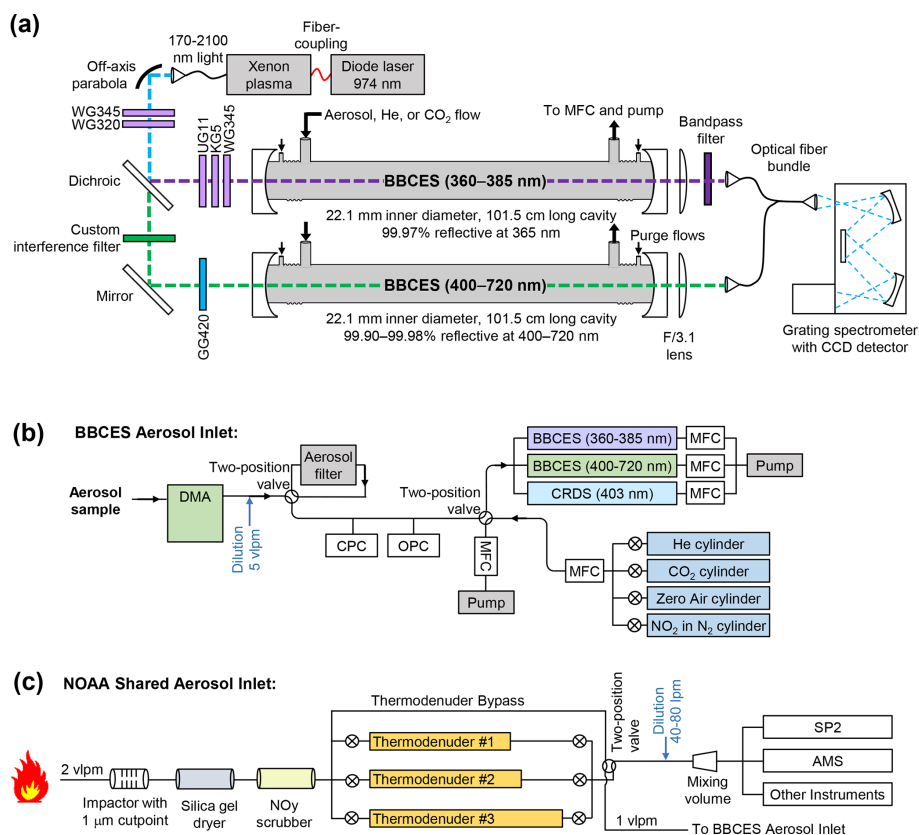 (a)
170-2100
nm light
Fiber-
coupling
Off-axis
parabola
Xenon
plasma
Diode laser
974 nm
WG345
WG320
UG11
KG5
WG345
Aerosol, He, or CO₂ flow
To MFC and pump
Bandpass
filter
Optical fiber
bundle
Dichroic
BBCES (360–385 nm)
22.1 mm inner diameter, 101.5 cm long cavity
99.97% reflective at 365 nm
Custom
interference filter
Purge flows
Mirror
GG420
BBCES (400–720 nm)
22.1 mm inner diameter, 101.5 cm long cavity
99.90–99.98% reflective at 400–720 nm
F/3.1
lens
Grating spectrometer
with CCD detector
(b)
BBCES Aerosol Inlet:
Aerosol
sample
DMA
Dilution
5 vlpm
Two-position
valve
Aerosol
filter
CPC
OPC
Two-position
valve
MFC
Pump
BBCES (360-385 nm)
MFC
BBCES (400-720 nm)
MFC
CRDS (403 nm)
MFC
Pump
MFC
He cylinder
CO₂ cylinder
Zero Air cylinder
NO₂ in N₂ cylinder
(c)
NOAA Shared Aerosol Inlet:
2 vlpm
Impactor with
1 μm cutpoint
Silica gel
dryer
NOy
scrubber
Thermodenuder Bypass
Thermodenuder #1
Thermodenuder #2
Thermodenuder #3
Two-position
valve
Dilution
40-80 lpm
Mixing
volume
SP2
AMS
Other Instruments
1 vlpm
To BBCES Aerosol Inlet